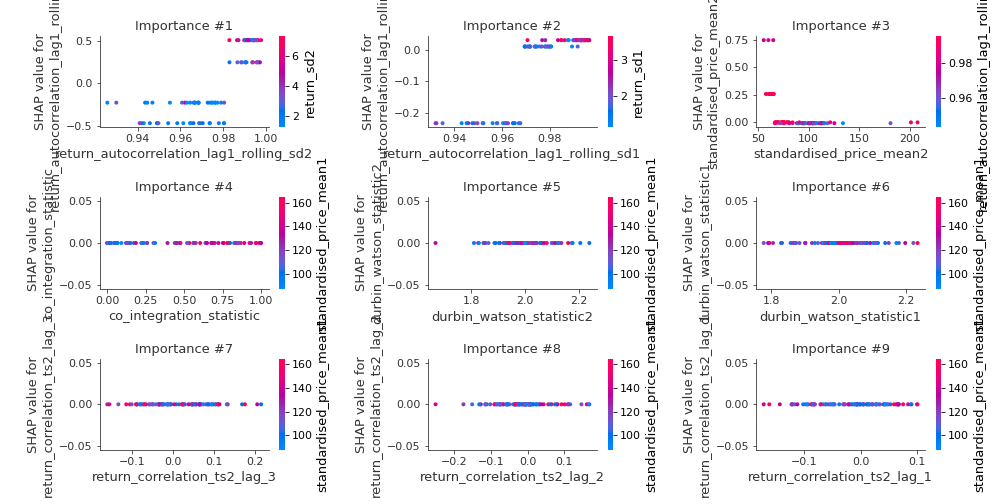 Importance #1
SHAP value for
return_autocorrelation_lag1_rolling_sd2
0.5
0.0
−0.5
0.94
0.96
0.98
1.00
return_autocorrelation_lag1_rolling_sd2
6
4
2
return_sd2
Importance #2
SHAP value for
0.0
−0.1
−0.2
0.94
0.96
0.98
return_autocorrelation_lag1_rolling_sd1
3
2
return_sd1
Importance #3
SHAP value for
standardised_price_mean2
0.75
0.50
0.25
0.00
50
100
150
200
standardised_price_mean2
0.98
0.96
Importance #4
SHAP value for
co_integration_statistic
0.05
0.00
−0.05
0.00
0.25
0.50
0.75
1.00
co_integration_statistic
160
140
120
100
standardised_price_mean1
Importance #5
SHAP value for
durbin_watson_statistic2
0.05
0.00
−0.05
1.8
2.0
2.2
durbin_watson_statistic2
160
140
120
100
standardised_price_mean1
Importance #6
SHAP value for
durbin_watson_statistic1
0.05
0.00
−0.05
1.8
2.0
2.2
durbin_watson_statistic1
160
140
120
100
standardised_price_mean1
Importance #7
SHAP value for
return_correlation_ts2_lag_3
0.05
0.00
−0.05
−0.1
0.0
0.1
0.2
return_correlation_ts2_lag_3
160
140
120
100
standardised_price_mean1
Importance #8
SHAP value for
return_correlation_ts2_lag_2
0.05
0.00
−0.05
−0.2
−0.1
0.0
0.1
return_correlation_ts2_lag_2
160
140
120
100
standardised_price_mean1
Importance #9
SHAP value for
return_correlation_ts2_lag_1
0.05
0.00
−0.05
−0.1
0.0
0.1
return_correlation_ts2_lag_1
160
140
120
100
standardised_price_mean1